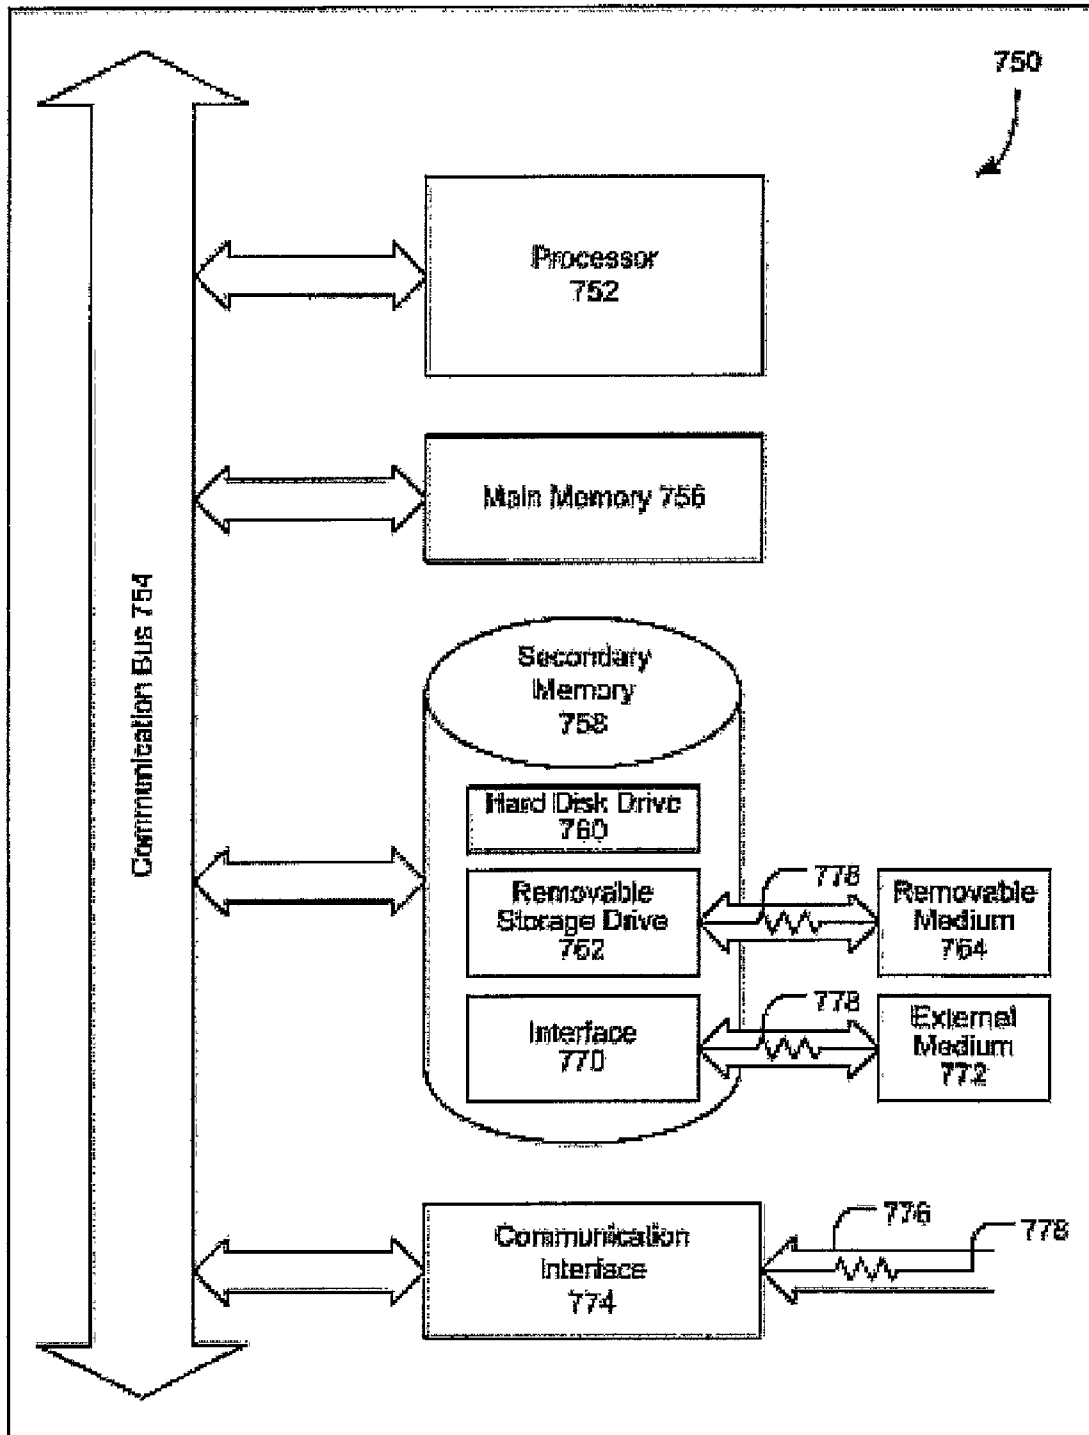 750
Processor
752
Main Memory 756
Communication Bus 754
Secondary
Memory
758
Hard Disk Drive
760
Removable
Storage Drive
762
778
Removable
Medium
764
Interface
770
778
External
Medium
772
Communication
Interface
774
776
778